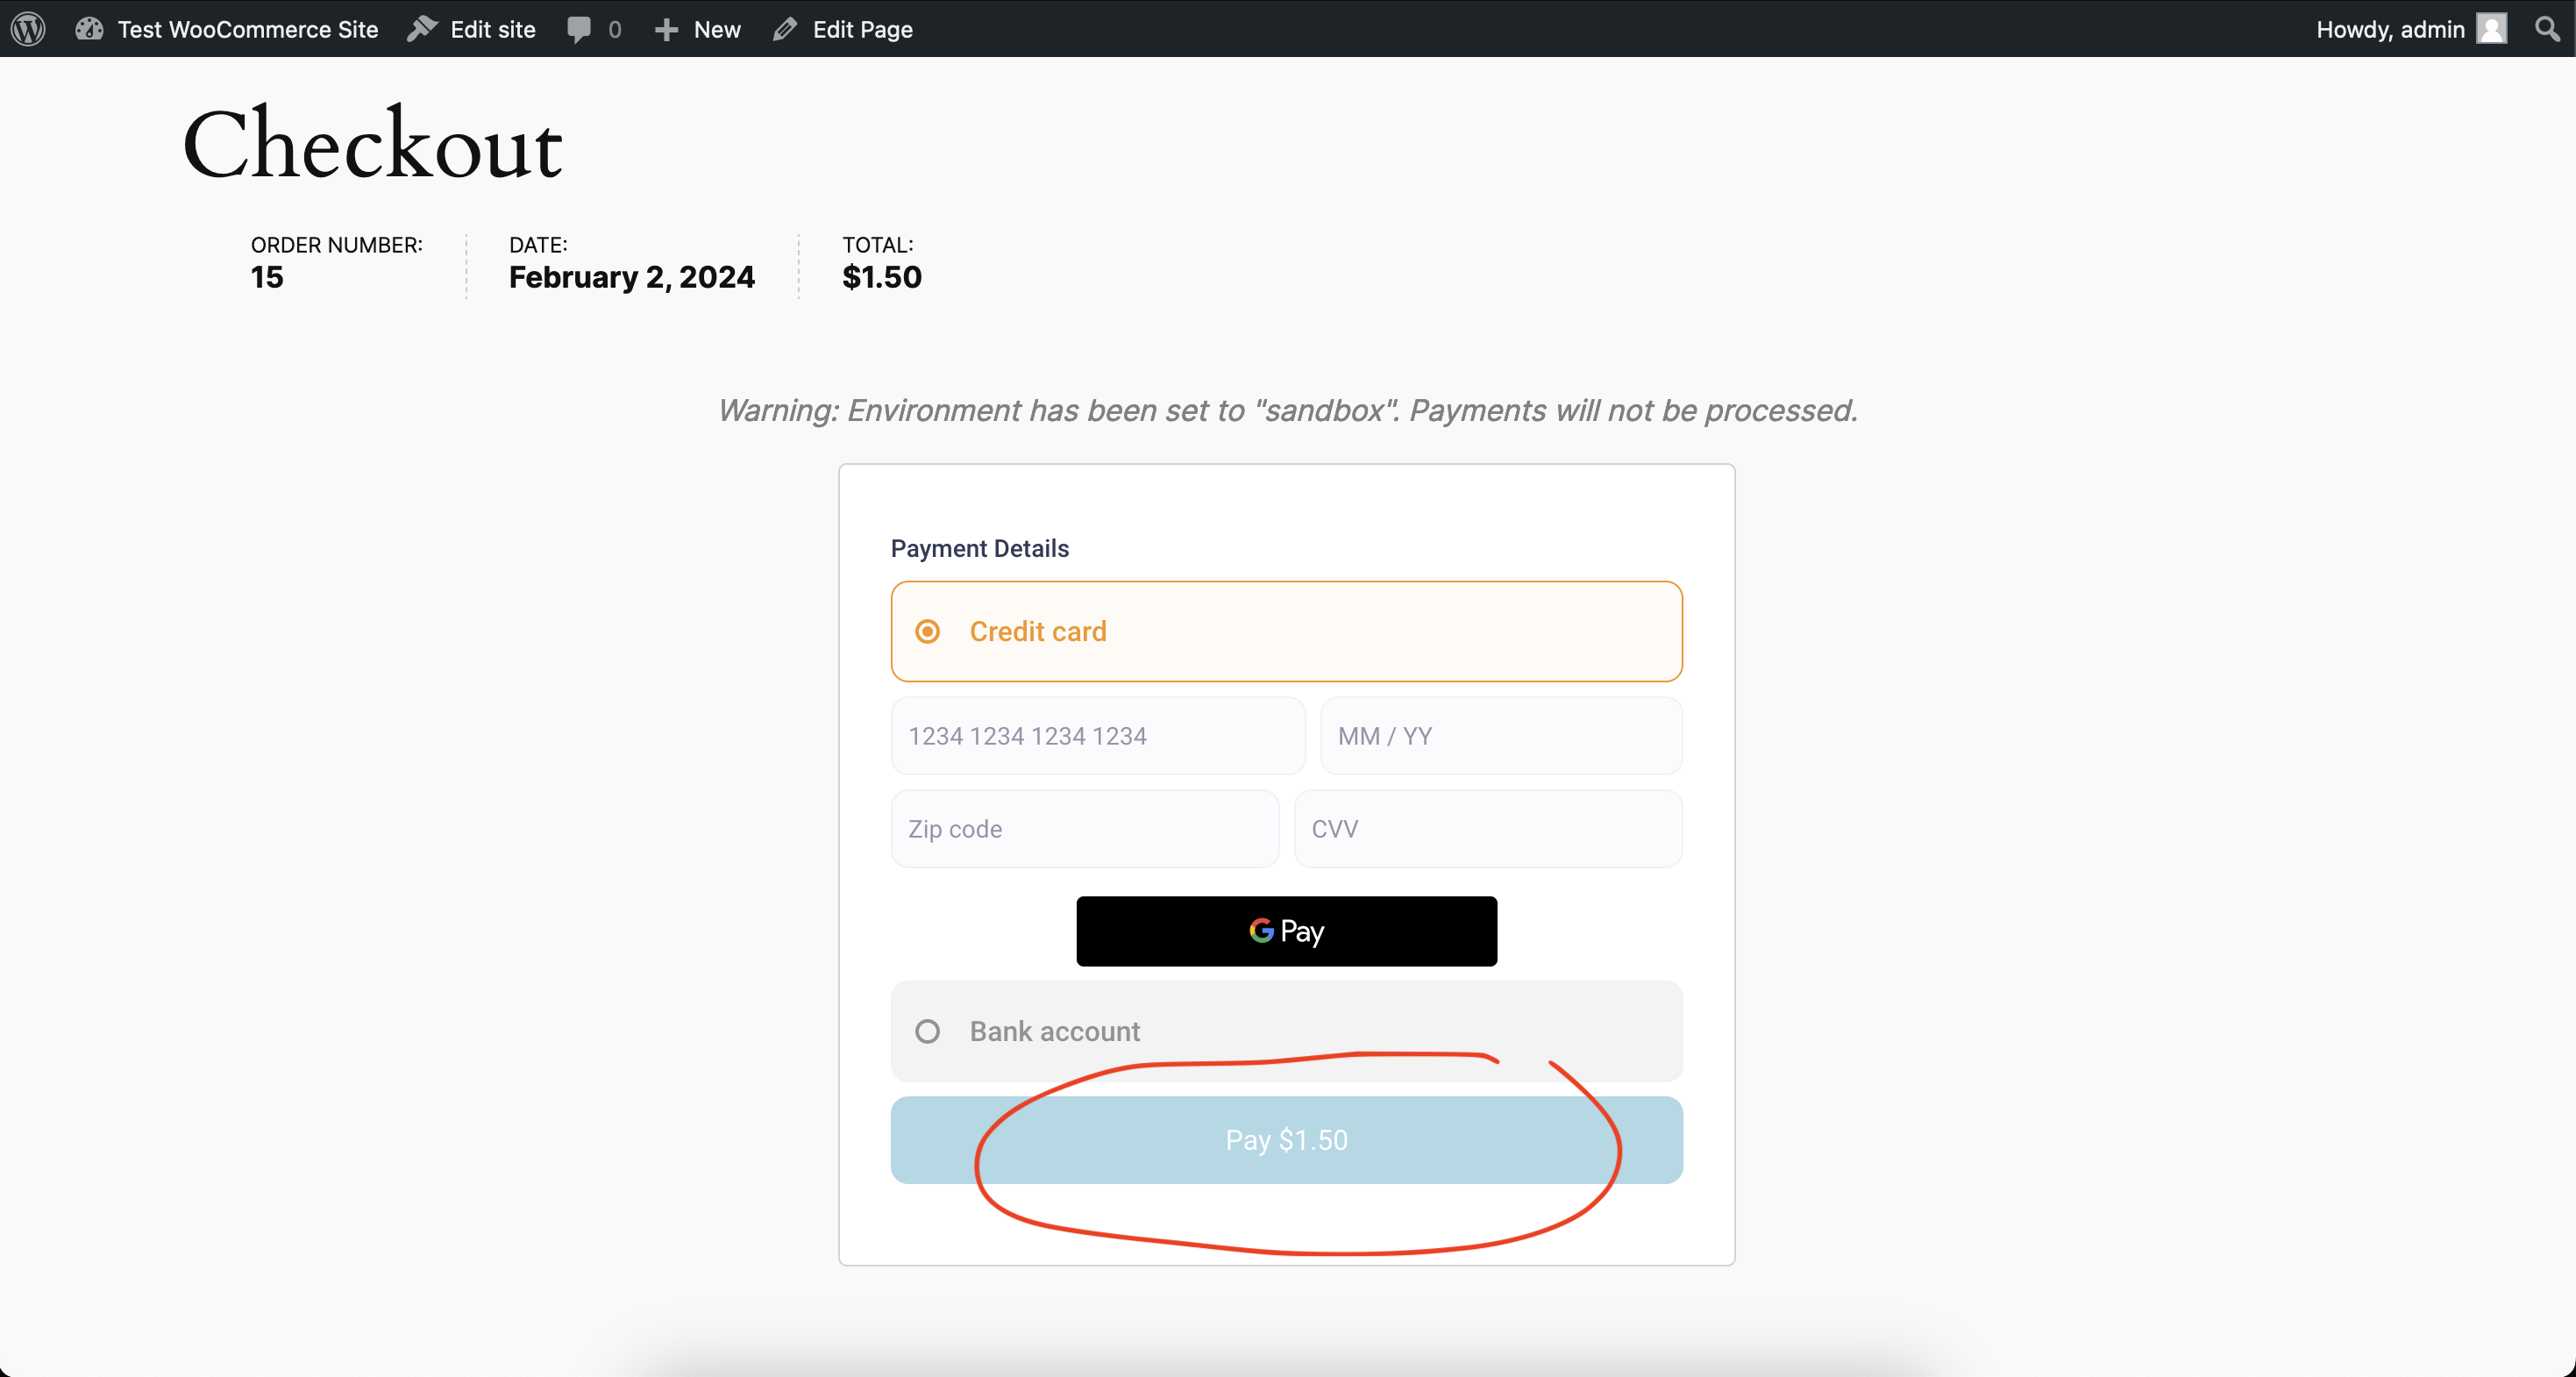 Test WooCommerce Site Edit site 0 New Edit Page Howdy, admin
Checkout
ORDER NUMBER: DATE: TOTAL:
15 February 2, 2024 $1.50
Warning: Environment has been set to "sandbox". Payments will not be processed.
Payment Details
Credit card
1234 1234 1234 1234 MM / YY
Zip code CVV
G Pay
Bank account
Pay $1.50